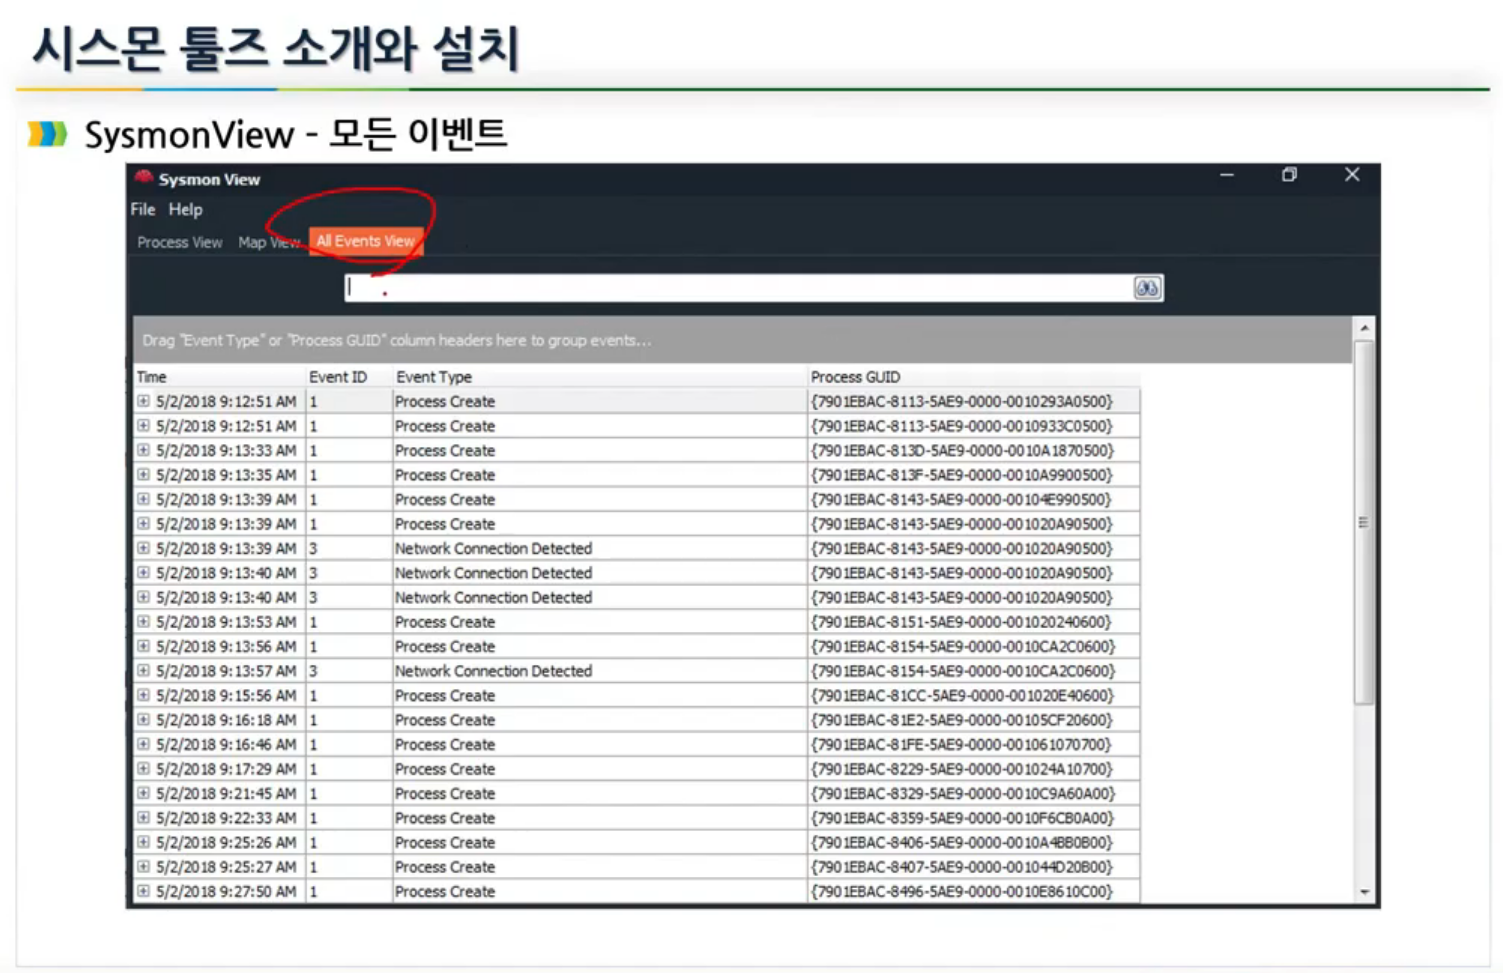 시스몬 툴즈 소개와 설치
SysmonView - 모든 이벤트
Sysmon View
File Help
Process View Map View All Events View
Drag "Event Type" or "Process GUID" column headers here to group events...
Time Event ID Event Type Process GUID
5/2/2018 9:12:51 AM 1 Process Create {7901EBAC-8113-5AE9-0000-0010293A0500}
5/2/2018 9:12:51 AM 1 Process Create {7901EBAC-8113-5AE9-0000-0010933C0500}
5/2/2018 9:13:33 AM 1 Process Create {7901EBAC-813D-5AE9-0000-0010A1870500}
5/2/2018 9:13:35 AM 1 Process Create {7901EBAC-813F-5AE9-0000-0010A9900500}
5/2/2018 9:13:39 AM 1 Process Create {7901EBAC-8143-5AE9-0000-00104E990500}
5/2/2018 9:13:39 AM 1 Process Create {7901EBAC-8143-5AE9-0000-001020A90500}
5/2/2018 9:13:39 AM 3 Network Connection Detected {7901EBAC-8143-5AE9-0000-001020A90500}
5/2/2018 9:13:40 AM 3 Network Connection Detected {7901EBAC-8143-5AE9-0000-001020A90500}
5/2/2018 9:13:40 AM 3 Network Connection Detected {7901EBAC-8143-5AE9-0000-001020A90500}
5/2/2018 9:13:53 AM 1 Process Create {7901EBAC-8151-5AE9-0000-001020240600}
5/2/2018 9:13:56 AM 1 Process Create {7901EBAC-8154-5AE9-0000-0010CA2C0600}
5/2/2018 9:13:57 AM 3 Network Connection Detected {7901EBAC-8154-5AE9-0000-0010CA2C0600}
5/2/2018 9:15:56 AM 1 Process Create {7901EBAC-81CC-5AE9-0000-001020E40600}
5/2/2018 9:16:18 AM 1 Process Create {7901EBAC-81E2-5AE9-0000-00105CF20600}
5/2/2018 9:16:46 AM 1 Process Create {7901EBAC-81FE-5AE9-0000-001061070700}
5/2/2018 9:17:29 AM 1 Process Create {7901EBAC-8229-5AE9-0000-001024A10700}
5/2/2018 9:21:45 AM 1 Process Create {7901EBAC-8329-5AE9-0000-0010C9A60A00}
5/2/2018 9:22:33 AM 1 Process Create {7901EBAC-8359-5AE9-0000-0010F6CB0A00}
5/2/2018 9:25:26 AM 1 Process Create {7901EBAC-8406-5AE9-0000-0010A4BB0B00}
5/2/2018 9:25:27 AM 1 Process Create {7901EBAC-8407-5AE9-0000-001044D20B00}
5/2/2018 9:27:50 AM 1 Process Create {7901EBAC-8496-5AE9-0000-0010E8610C00}